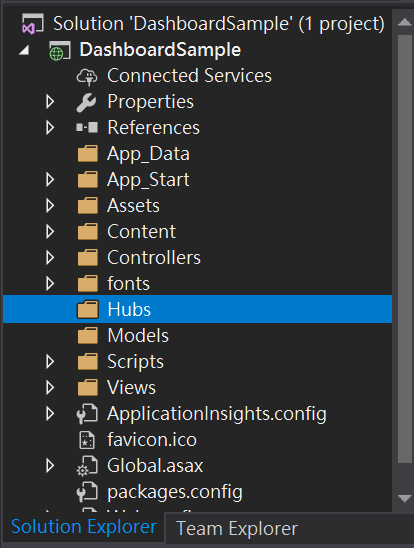 Solution 'DashboardSample' (1 project)
DashboardSample
Connected Services
Properties
References
App_Data
App_Start
Assets
Content
Controllers
fonts
Hubs
Models
Scripts
Views
ApplicationInsights.config
favicon.ico
Global.asax
packages.config
Solution Explorer Team Explorer